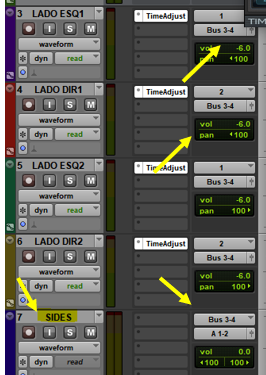 3 LADO ESQ1
TimeAdjust
1
TIM
I S M
Bus 3-4
waveform
vol -6.0
dyn read
pan ◂100
4 LADO DIR1
TimeAdjust
2
I S M
Bus 3-4
waveform
vol -6.0
dyn read
pan ◂100
5 LADO ESQ2
TimeAdjust
1
I S M
Bus 3-4
waveform
vol -6.0
dyn read
pan 100▸
6 LADO DIR2
TimeAdjust
2
I S M
Bus 3-4
waveform
vol -6.0
dyn read
pan 100▸
7 SIDES
Bus 3-4
I S M
A 1-2
waveform
vol 0.0
dyn read
◂100 100▸